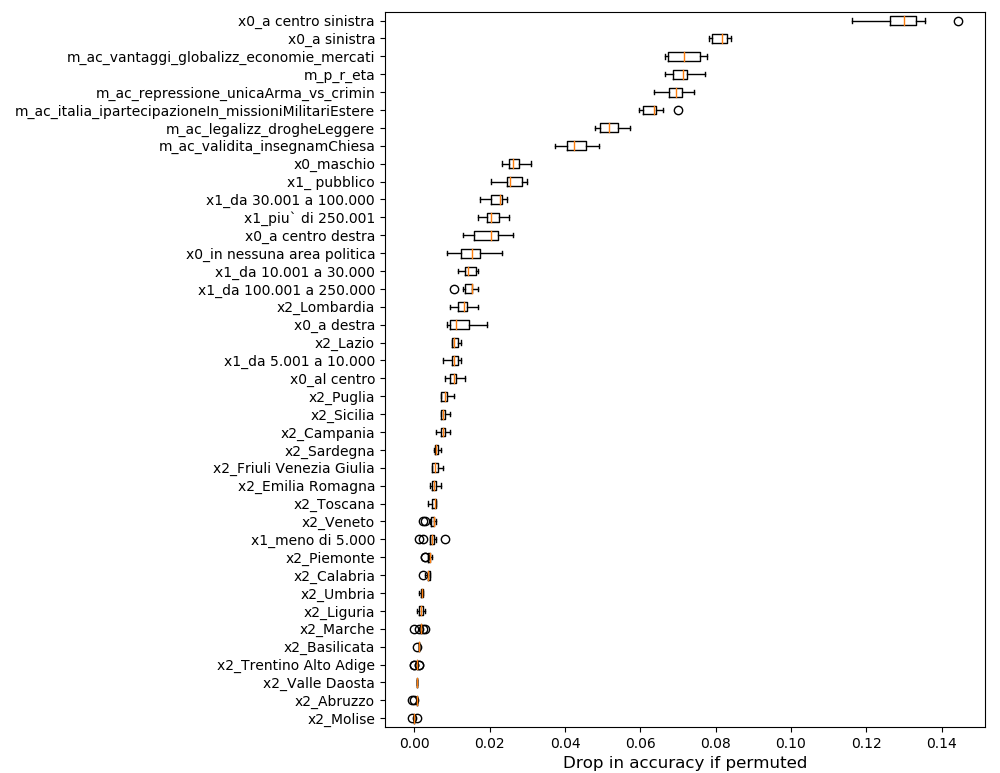 x0_a centro sinistra
x0_a sinistra
m_ac_vantaggi_globalizz_economie_mercati
m_p_r_eta
m_ac_repressione_unicaArma_vs_crimin
m_ac_italia_ipartecipazioneIn_missioniMilitariEstere
m_ac_legalizz_drogheLeggere
m_ac_validita_insegnamChiesa
x0_maschio
x1_ pubblico
x1_da 30.001 a 100.000
x1_piu` di 250.001
x0_a centro destra
x0_in nessuna area politica
x1_da 10.001 a 30.000
x1_da 100.001 a 250.000
x2_Lombardia
x0_a destra
x2_Lazio
x1_da 5.001 a 10.000
x0_al centro
x2_Puglia
x2_Sicilia
x2_Campania
x2_Sardegna
x2_Friuli Venezia Giulia
x2_Emilia Romagna
x2_Toscana
x2_Veneto
x1_meno di 5.000
x2_Piemonte
x2_Calabria
x2_Umbria
x2_Liguria
x2_Marche
x2_Basilicata
x2_Trentino Alto Adige
x2_Valle Daosta
x2_Abruzzo
x2_Molise
0.00 0.02 0.04 0.06 0.08 0.10 0.12 0.14
Drop in accuracy if permuted